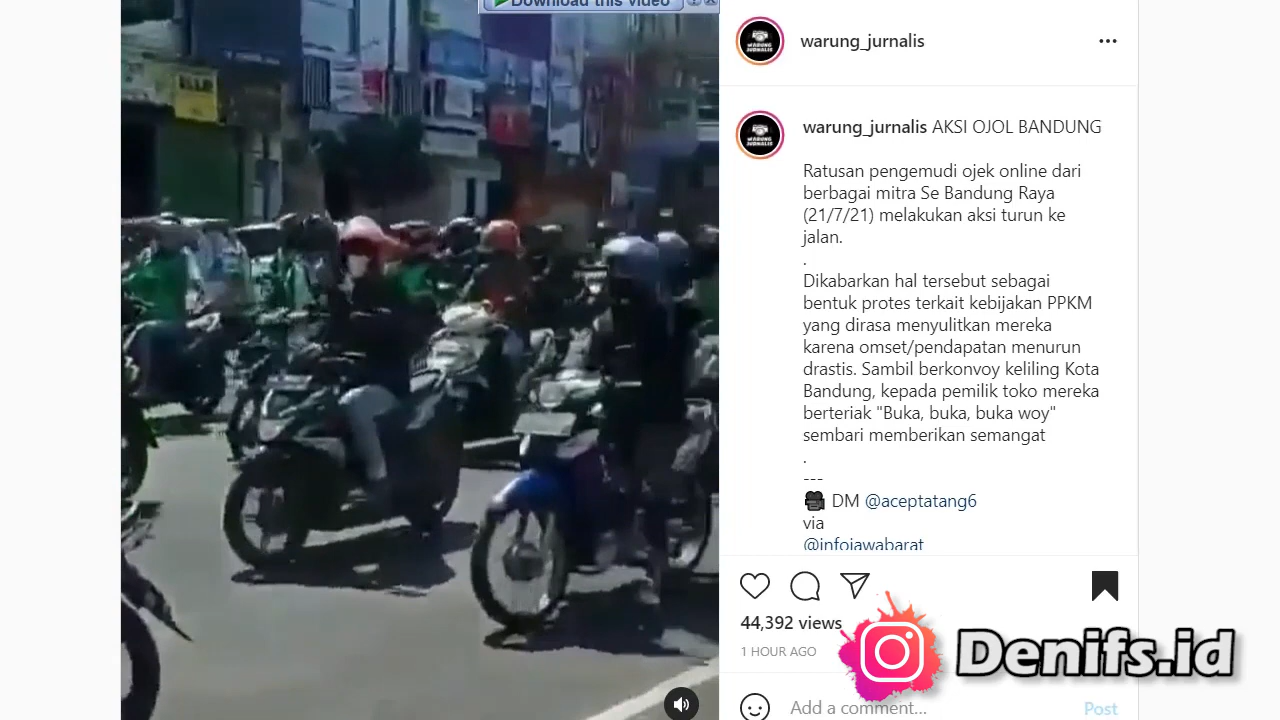 Download this video
warung_jurnalis
warung_jurnalis AKSI OJOL BANDUNG
Ratusan pengemudi ojek online dari
berbagai mitra Se Bandung Raya
(21/7/21) melakukan aksi turun ke
jalan.
.
Dikabarkan hal tersebut sebagai
bentuk protes terkait kebijakan PPKM
yang dirasa menyulitkan mereka
karena omset/pendapatan menurun
drastis. Sambil berkonvoy keliling Kota
Bandung, kepada pemilik toko mereka
berteriak "Buka, buka, buka woy"
sembari memberikan semangat
.
---
DM @aceptatang6
via
@infojawabarat
44,392 views
1 HOUR AGO
Denifs.id
Add a comment...
Post